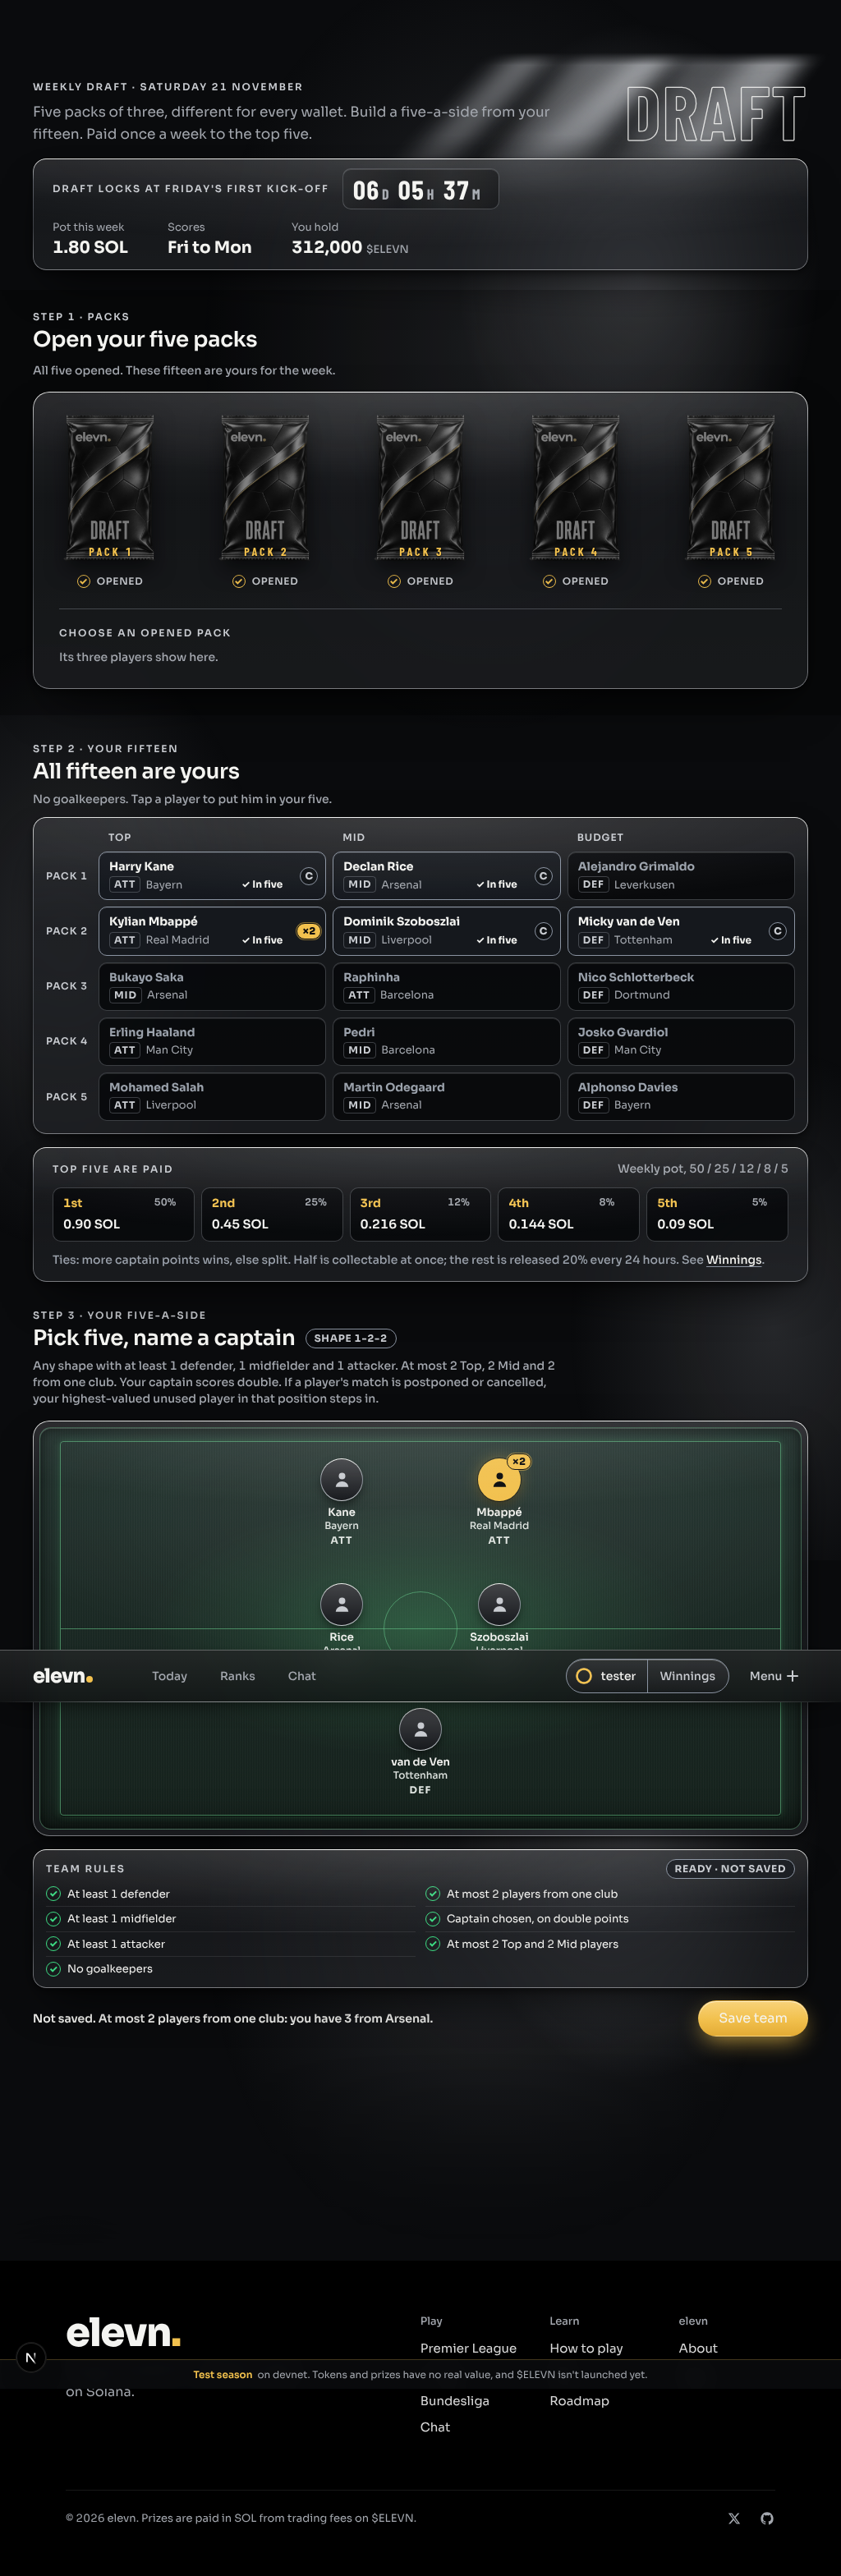 WEEKLY DRAFT · SATURDAY 21 NOVEMBER
Five packs of three, different for every wallet. Build a five-a-side from your
fifteen. Paid once a week to the top five.
DRAFT
DRAFT LOCKS AT FRIDAY'S FIRST KICK-OFF
06D 05H 37M
Pot this week
1.80 SOL
Scores
Fri to Mon
You hold
312,000 $ELEVN
STEP 1 · PACKS
Open your five packs
All five opened. These fifteen are yours for the week.
elevn. elevn. elevn. elevn. elevn.
DRAFT DRAFT DRAFT DRAFT DRAFT
PACK 1 PACK 2 PACK 3 PACK 4 PACK 5
OPENED OPENED OPENED OPENED OPENED
CHOOSE AN OPENED PACK
Its three players show here.
STEP 2 · YOUR FIFTEEN
All fifteen are yours
No goalkeepers. Tap a player to put him in your five.
TOP MID BUDGET
PACK 1
Harry Kane
ATT Bayern ✓ In five C
Declan Rice
MID Arsenal ✓ In five C
Alejandro Grimaldo
DEF Leverkusen
PACK 2
Kylian Mbappé
ATT Real Madrid ✓ In five ×2
Dominik Szoboszlai
MID Liverpool ✓ In five C
Micky van de Ven
DEF Tottenham ✓ In five C
PACK 3
Bukayo Saka
MID Arsenal
Raphinha
ATT Barcelona
Nico Schlotterbeck
DEF Dortmund
PACK 4
Erling Haaland
ATT Man City
Pedri
MID Barcelona
Josko Gvardiol
DEF Man City
PACK 5
Mohamed Salah
ATT Liverpool
Martin Odegaard
MID Arsenal
Alphonso Davies
DEF Bayern
TOP FIVE ARE PAID
Weekly pot, 50 / 25 / 12 / 8 / 5
1st 50%
0.90 SOL
2nd 25%
0.45 SOL
3rd 12%
0.216 SOL
4th 8%
0.144 SOL
5th 5%
0.09 SOL
Ties: more captain points wins, else split. Half is collectable at once; the rest is released 20% every 24 hours. See Winnings.
STEP 3 · YOUR FIVE-A-SIDE
Pick five, name a captain
SHAPE 1-2-2
Any shape with at least 1 defender, 1 midfielder and 1 attacker. At most 2 Top, 2 Mid and 2
from one club. Your captain scores double. If a player's match is postponed or cancelled,
your highest-valued unused player in that position steps in.
Kane
Bayern
ATT
×2
Mbappé
Real Madrid
ATT
Rice
Szoboszlai
elevn.
Today
Ranks
Chat
tester
Winnings
Menu
van de Ven
Tottenham
DEF
TEAM RULES
READY · NOT SAVED
At least 1 defender
At least 1 midfielder
At least 1 attacker
No goalkeepers
At most 2 players from one club
Captain chosen, on double points
At most 2 Top and 2 Mid players
Not saved. At most 2 players from one club: you have 3 from Arsenal.
Save team
elevn.
on Solana.
Play
Premier League
Bundesliga
Chat
Learn
How to play
Roadmap
elevn
About
N
Test season on devnet. Tokens and prizes have no real value, and $ELEVN isn't launched yet.
© 2026 elevn. Prizes are paid in SOL from trading fees on $ELEVN.